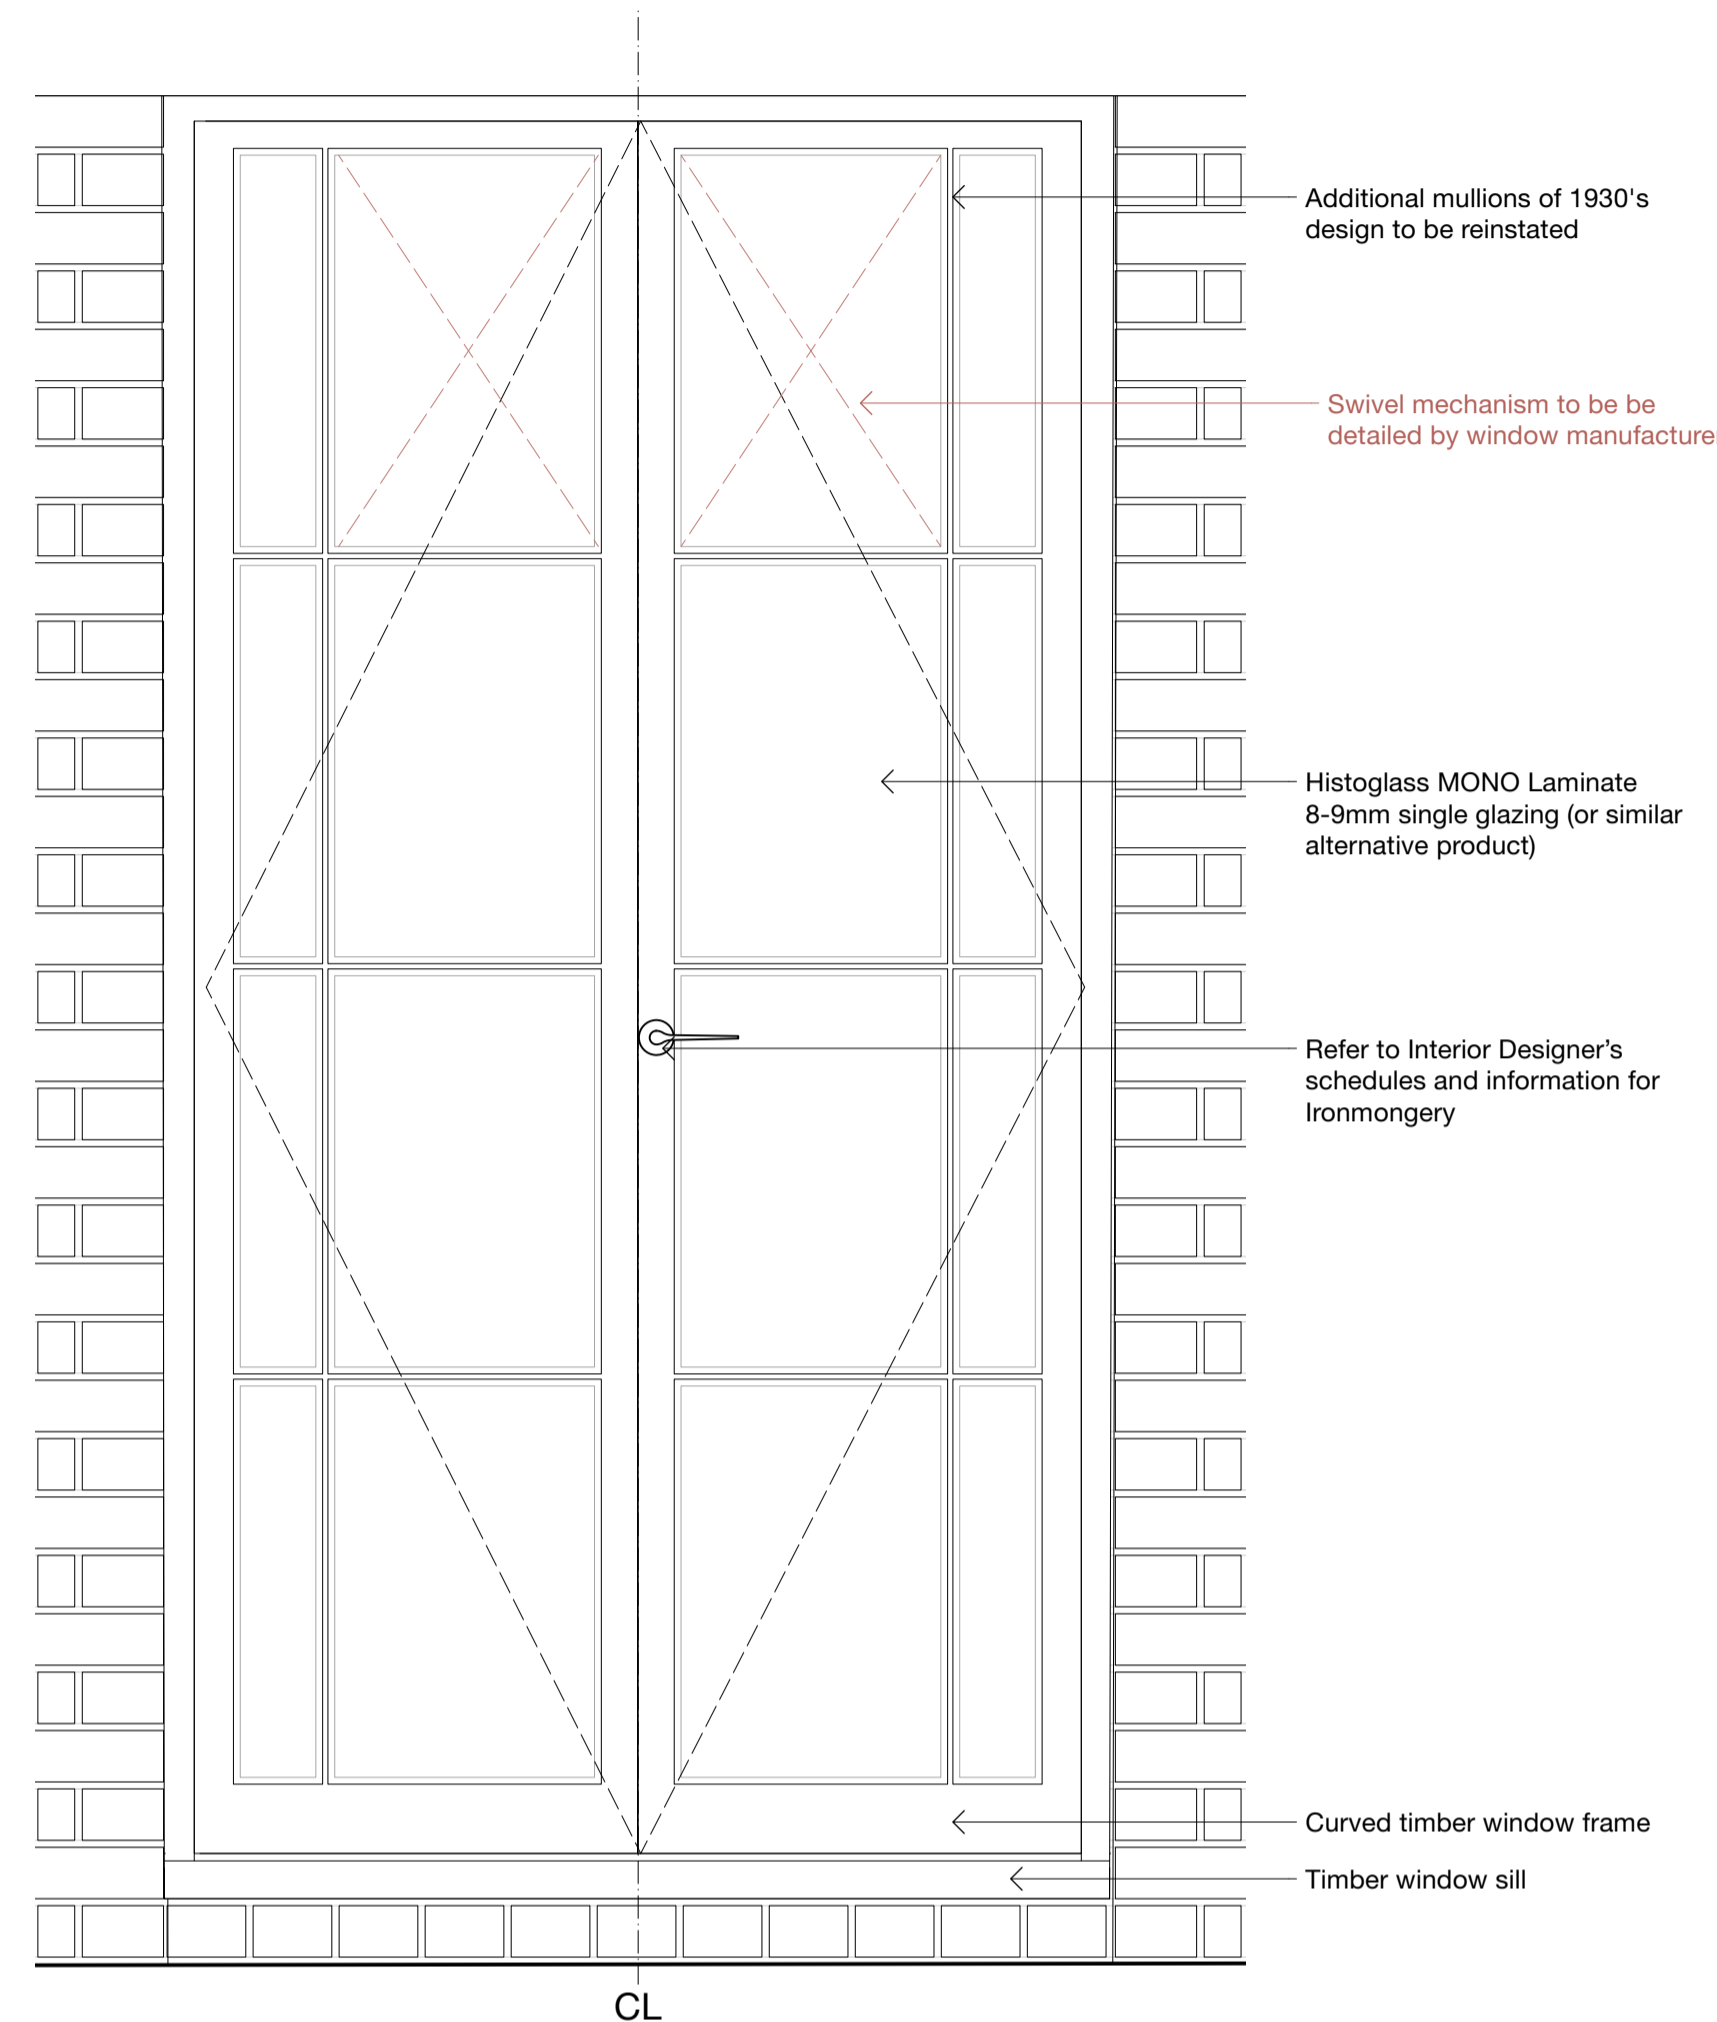 Additional mullions of 1930's
design to be reinstated
Swivel mechanism to be be
detailed by window manufacture
Histoglass MONO Laminate
8-9mm single glazing (or similar
alternative product)
Refer to Interior Designer’s
schedules and information for
Ironmongery
Curved timber window frame
Timber window sill
CL